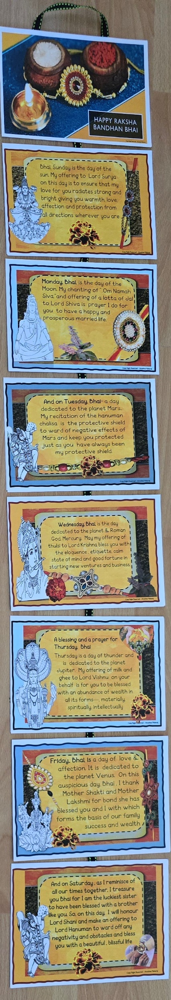 HAPPY RAKSHA
BANDHAN BHAI
Copy Right Reserved : Anoshee Maharaj
Bhai, Sunday is the day of the
sun. My offering to Lord Surya
on this day is to ensure that my
love for you radiates strong and
bright giving you warmth, love,
affection and protection from
all directions wherever you are.
Copy Right Reserved : Anoshee Maharaj
Monday, Bhai, is the day of the
Moon. My chanting of " Om Namah
Siva,"and offering of a lotta of Jal
to Lord Shiva is prayer I do for
you to have a happy and
prosperous married life.
Copy Right Reserved : Anoshee Maharaj
And on Tuesday, Bhai- a day
dedicated to the planet Mars..
My recitation of the hanuman
chalisa is the protective shield
to ward of negative effects of
Mars and keep you protected
just as you have always been
my protective shield.
Copy Right Reserved : Anoshee Maharaj
Wednesday, Bhai, is the day
dedicated to the planet & Roman
God, Mercury. May my offering of
thulsi to Lord Krishna bless you with
the eloquence , etiquette, calm
state of mind and good fortune in
starting new ventures and business.
Copy Right Reserved : Anoshee Maharaj
A blessing and a prayer for
Thursday, Bhai
Thursday is a day of thunder and
is dedicated to the planet
Jupiter. My offering of milk and
ghee to Lord Vishnu on your
behalf is for you to be blessed
with an abundance of wealth in
all its forms—, materially,
spiritually, intellectually
Copy Right Reserved : Anoshee Maharaj
Friday, Bhai, is a day of love &
affection. It is dedicated to
the planet Venus. On this
auspicious day, Bhai , I thank
Mother Shakti and Mother
Lakshmi for bond she has
blessed you and I with which
forms the basis of our family
success and wealth
And on Saturday , as I reminisce of
all our times together, I treasure
you Bhai for I am the luckiest sister
to have been blessed with a brother
like you. So, on this day, I will honour
Lord Shani and make an offering to
Lord Hanuman to ward off any
negativity and obstacles and bless
you with a beautiful , blissful life
Copy Right Reserved : Anoshee Maharaj